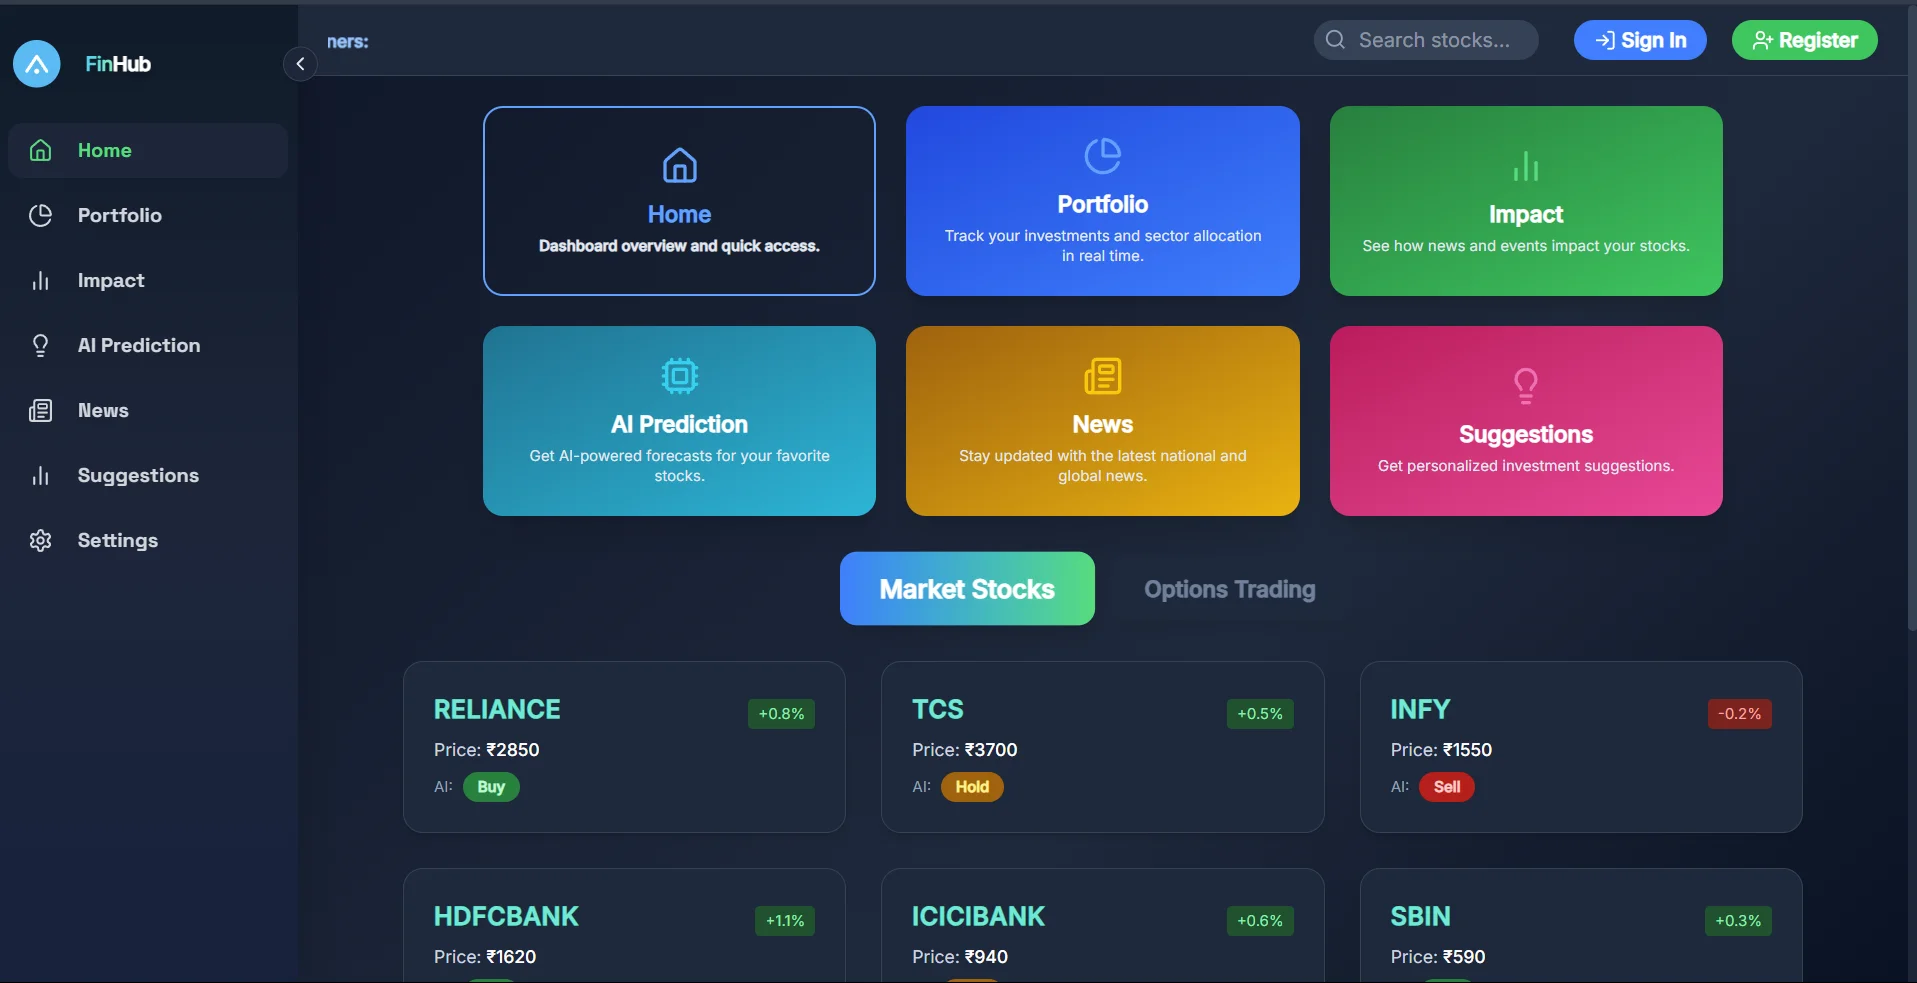 FinHub
ners:
Search stocks...
Sign In
Register
Home
Portfolio
Impact
AI Prediction
News
Suggestions
Settings
Home
Dashboard overview and quick access.
Portfolio
Track your investments and sector allocation
in real time.
Impact
See how news and events impact your stocks.
AI Prediction
Get AI-powered forecasts for your favorite
stocks.
News
Stay updated with the latest national and
global news.
Suggestions
Get personalized investment suggestions.
Market Stocks
Options Trading
RELIANCE
+0.8%
Price: ₹2850
AI: Buy
TCS
+0.5%
Price: ₹3700
AI: Hold
INFY
-0.2%
Price: ₹1550
AI: Sell
HDFCBANK
+1.1%
Price: ₹1620
ICICIBANK
+0.6%
Price: ₹940
SBIN
+0.3%
Price: ₹590